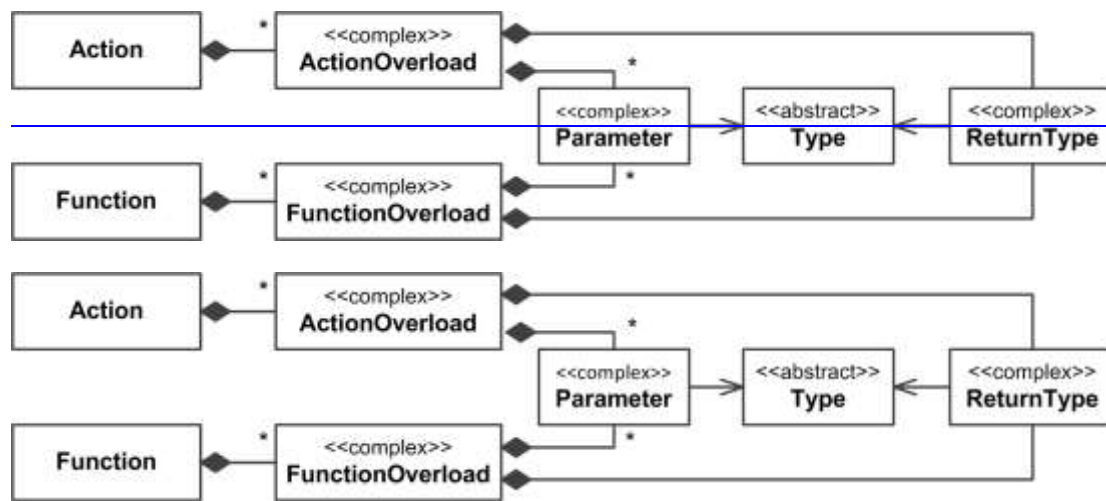 *
*
Action
<<complex>>
ActionOverload
*
<<complex>>
Parameter
<<abstract>>
Type
<<complex>>
ReturnType
*
*
Function
<<complex>>
FunctionOverload
*
Action
<<complex>>
ActionOverload
*
<<complex>>
Parameter
<<abstract>>
Type
<<complex>>
ReturnType
*
*
Function
<<complex>>
FunctionOverload